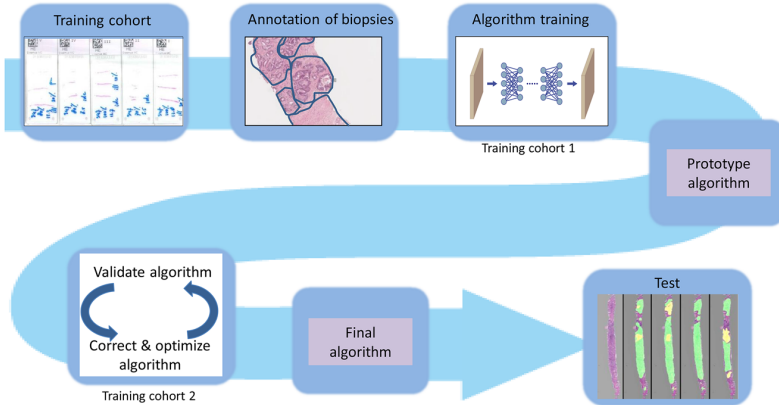 Training cohort
Annotation of biopsies
Algorithm training
Training cohort 1
Prototype
algorithm
Validate algorithm
Correct & optimize
algorithm
Training cohort 2
Final
algorithm
Test